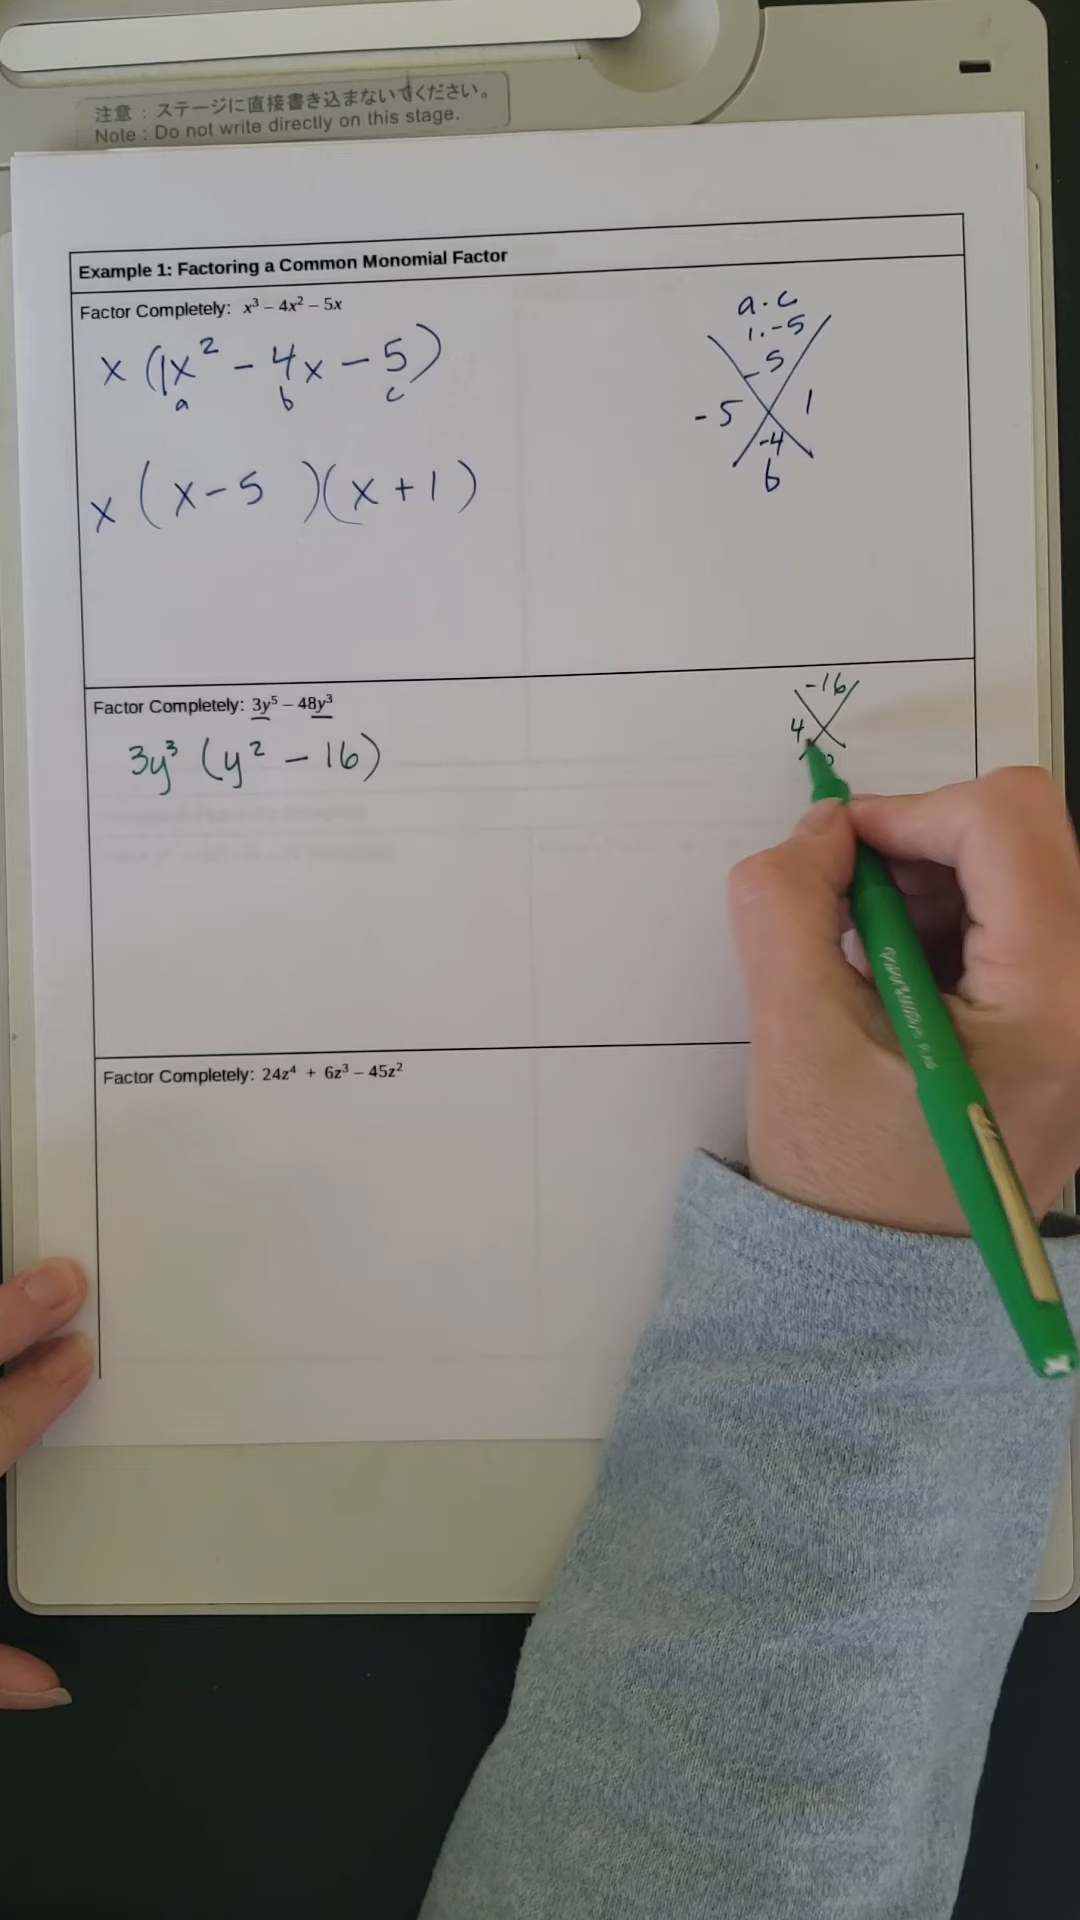 注意：ステージに直接書き込まないでください。
Note : Do not write directly on this stage.
Example 1: Factoring a Common Monomial Factor
Factor Completely: x³ – 4x² – 5x
x (1x² - 4x - 5)
a b c
x (x - 5 )(x + 1)
a · c
1 · -5
-5
-5 1
-4
b
Factor Completely: 3y⁵ – 48y³
3y³ (y² - 16)
-16
4
Factor Completely: 24z⁴ + 6z³ – 45z²